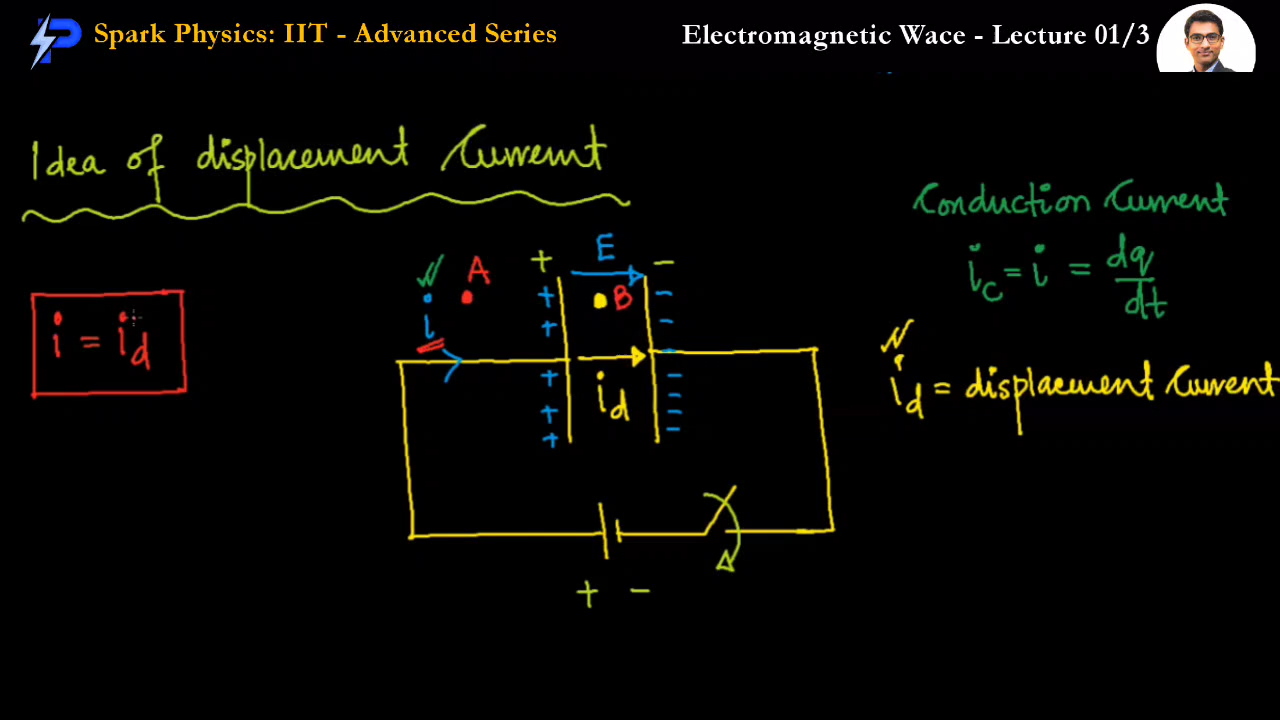 Spark Physics: IIT - Advanced Series
Electromagnetic Wace - Lecture 01/3
Idea of displacement Current
Conduction Current
i_c = i = dq/dt
i = i_d
i
A
+ E -
B
+ -
+ -
-
+ -
-
+ -
+
i_d
i_d = displacement Current
+ -